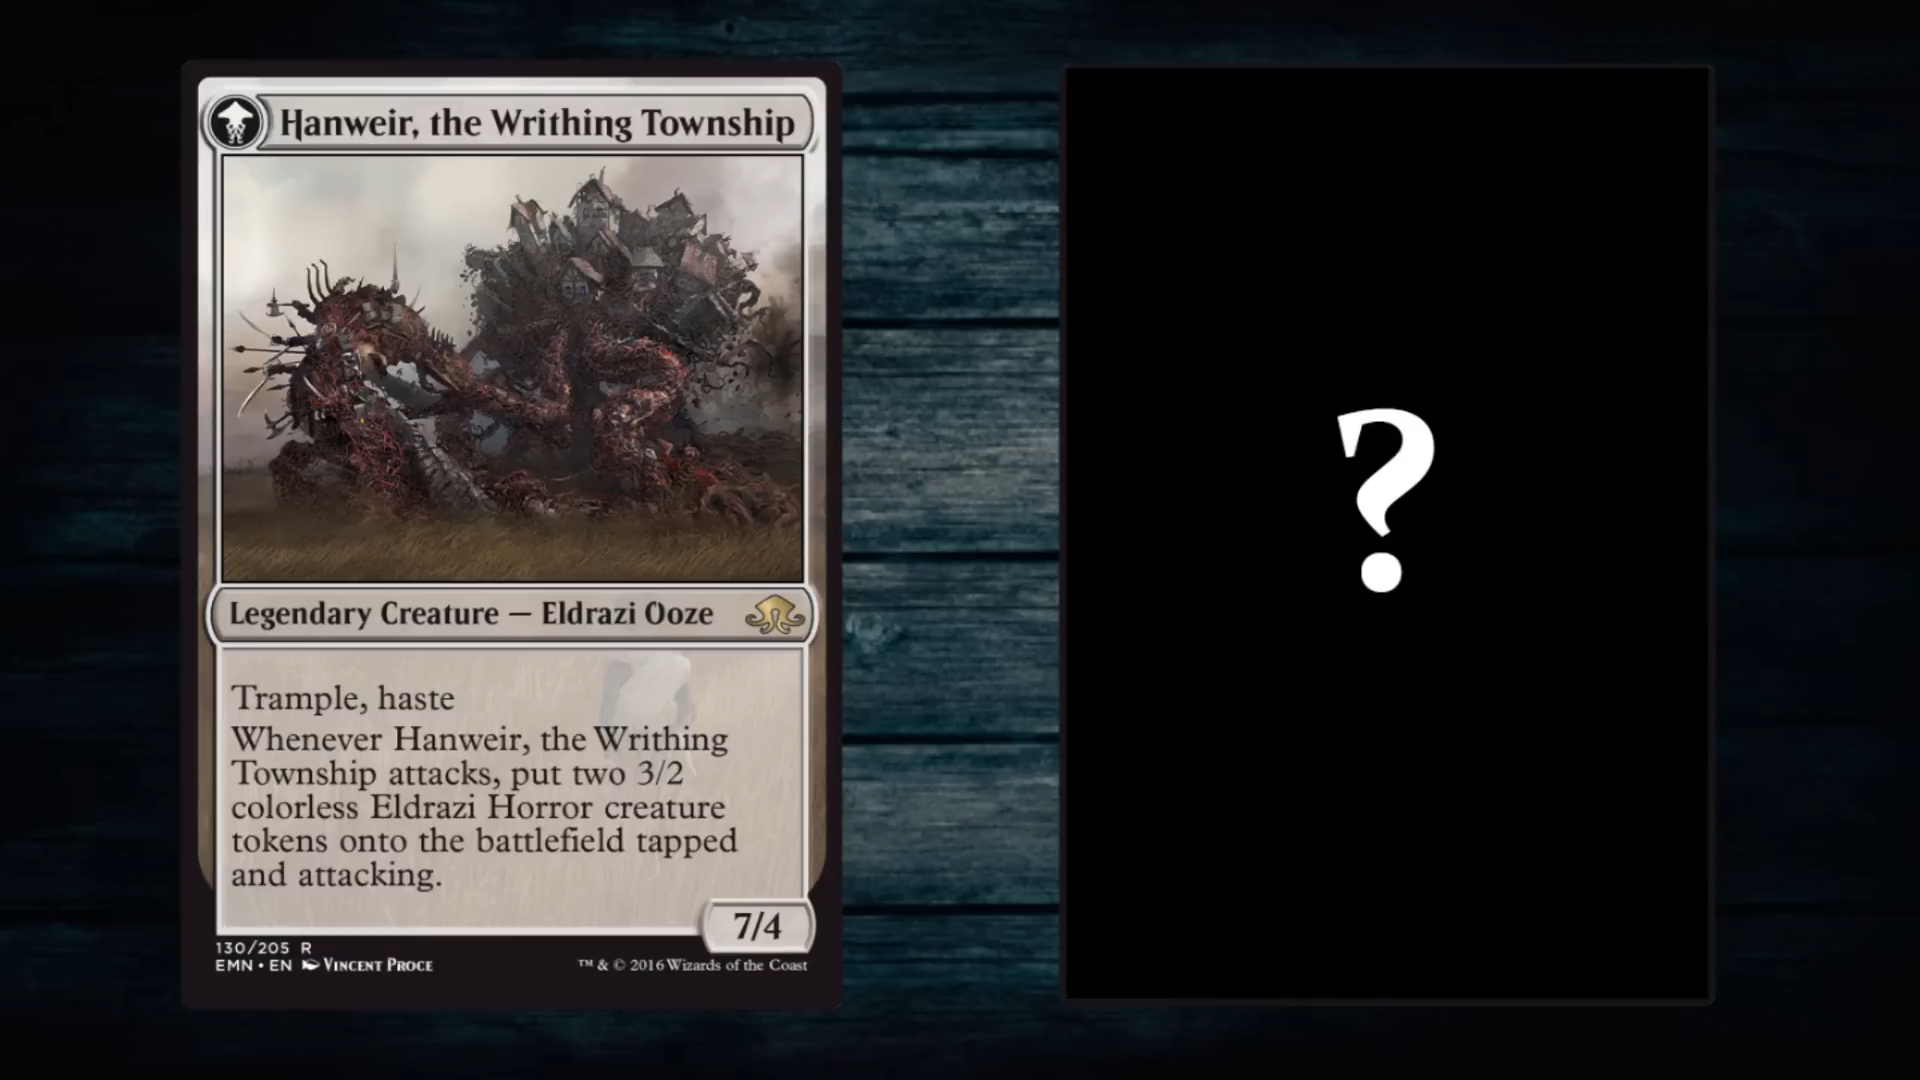 Hanweir, the Writhing Township
Legendary Creature — Eldrazi Ooze
Trample, haste
Whenever Hanweir, the Writhing
Township attacks, put two 3/2
colorless Eldrazi Horror creature
tokens onto the battlefield tapped
and attacking.
7/4
130/205 R
EMN • EN Vincent Proce
™ & © 2016 Wizards of the Coast
?